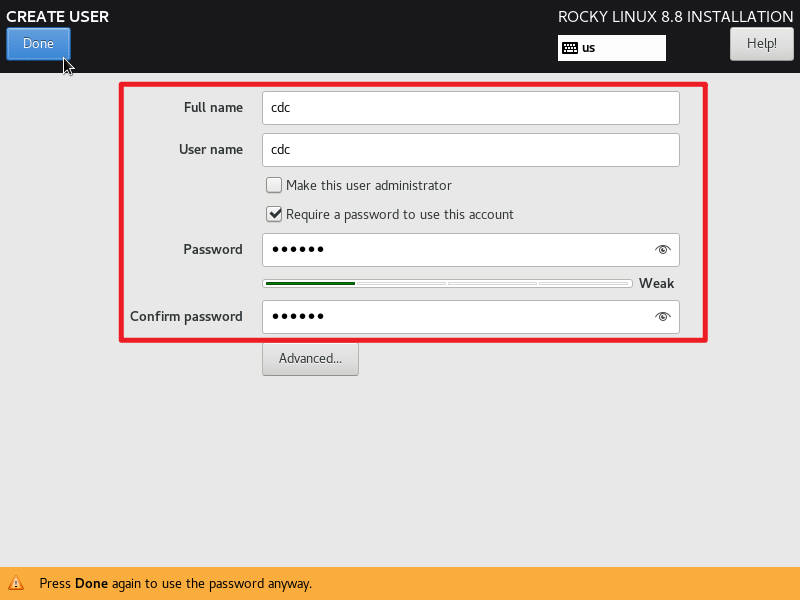 CREATE USER
ROCKY LINUX 8.8 INSTALLATION
Done
us
Help!
Full name
cdc
User name
cdc
Make this user administrator
Require a password to use this account
Password
●●●●●●
Weak
Confirm password
●●●●●●
Advanced...
Press Done again to use the password anyway.